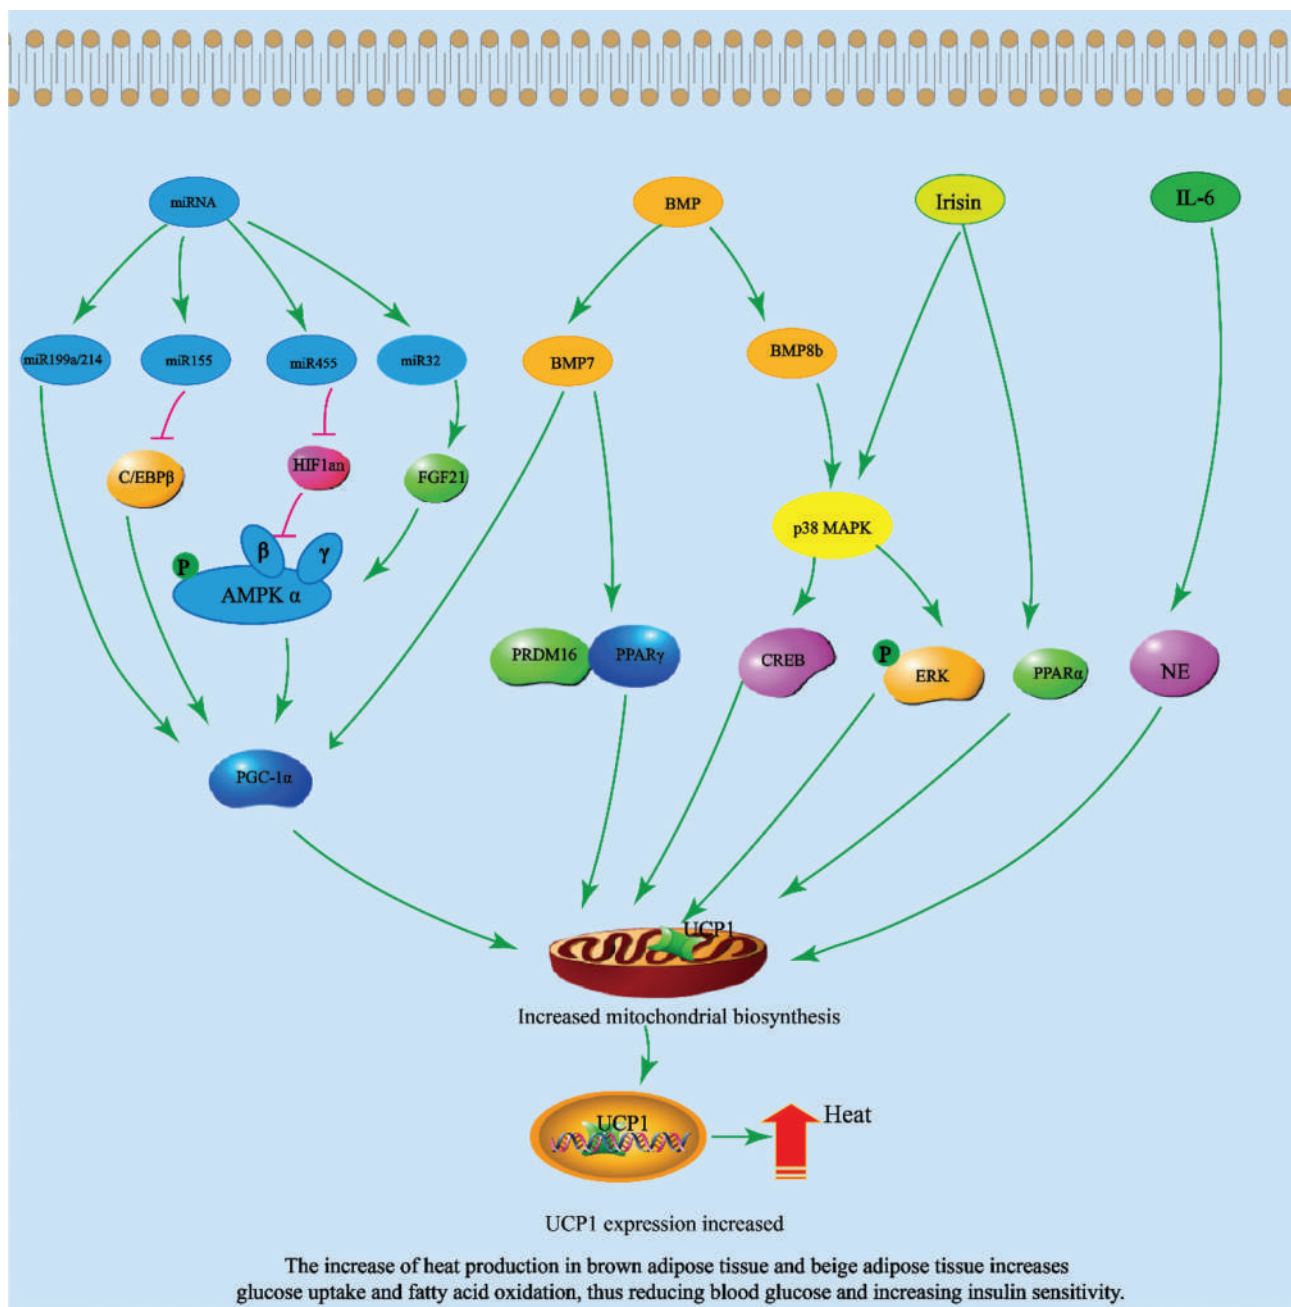 miRNA
BMP
Irisin
IL-6
miR199a/214
miR155
miR455
miR32
BMP7
BMP8b
C/EBPβ
HIF1an
FGF21
p38 MAPK
P
β
γ
AMPK α
PRDM16
PPARγ
CREB
P
ERK
PPARα
NE
PGC-1α
UCP1
Increased mitochondrial biosynthesis
UCP1
Heat
UCP1 expression increased
The increase of heat production in brown adipose tissue and beige adipose tissue increases
glucose uptake and fatty acid oxidation, thus reducing blood glucose and increasing insulin sensitivity.